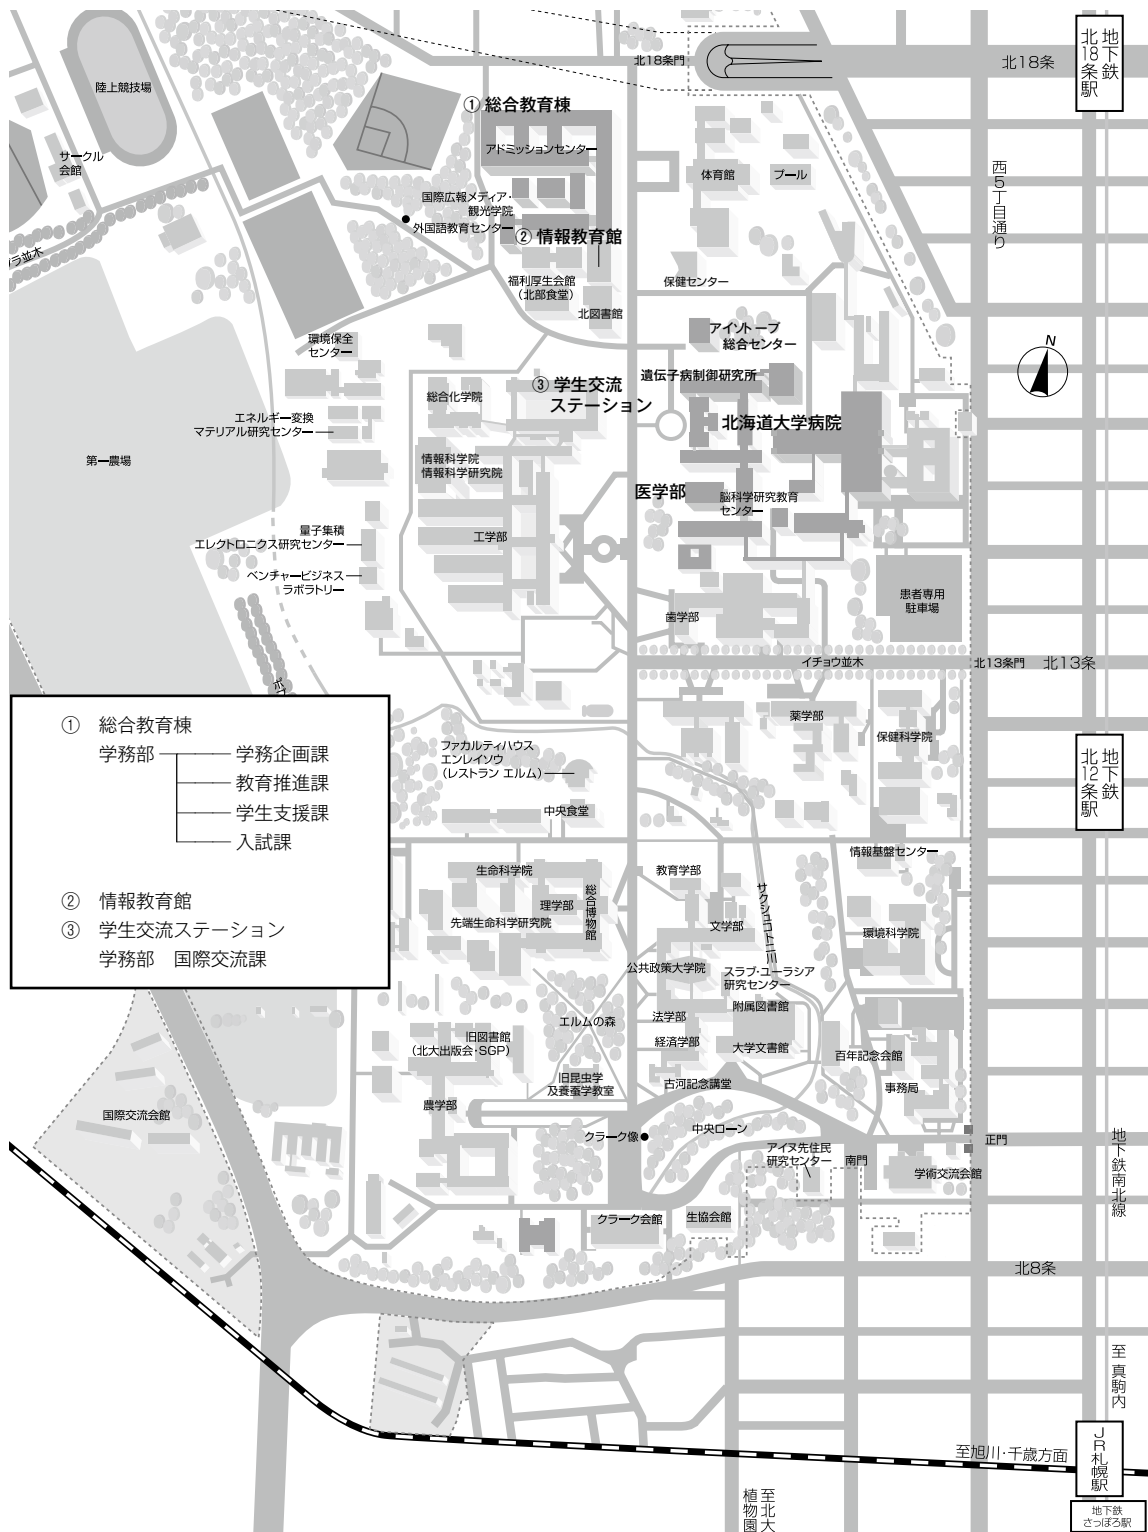 地下鉄
北18条駅
北18条
北18条門
陸上競技場
① 総合教育棟
アドミッションセンター
サークル
会館
体育館
プール
西5丁目通り
国際広報メディア・
観光学院
外国語教育センター
② 情報教育館
福利厚生会館
(北部食堂)
北図書館
保健センター
環境保全
センター
アイソトープ
総合センター
遺伝子病制御研究所
N
③ 学生交流
ステーション
総合化学院
北海道大学病院
エネルギー変換
マテリアル研究センター
第一農場
情報科学院
情報科学研究院
医学部
脳科学研究教育
センター
量子集積
エレクトロニクス研究センター
工学部
ベンチャービジネス
ラボラトリー
患者専用
駐車場
歯学部
イチョウ並木
北13条門
北13条
① 総合教育棟
学務部
学務企画課
教育推進課
学生支援課
入試課
② 情報教育館
③ 学生交流ステーション
学務部 国際交流課
薬学部
保健科学院
ファカルティハウス
エンレイソウ
(レストラン エルム)
地下鉄
北12条駅
中央食堂
情報基盤センター
生命科学院
教育学部
理学部
総合博物館
先端生命科学研究院
文学部
サクシュコトニ川
環境科学院
公共政策大学院
スラブ・ユーラシア
研究センター
附属図書館
エルムの森
法学部
旧図書館
(北大出版会・SGP)
経済学部
大学文書館
百年記念会館
旧昆虫学
及養蚕学教室
古河記念講堂
事務局
農学部
国際交流会館
クラーク像
中央ローン
正門
アイヌ先住民
研究センター
南門
学術交流会館
地下鉄南北線
クラーク会館
生協会館
北8条
至 真駒内
JR札幌駅
至旭川・千歳方面
至北大
植物園
地下鉄
さっぽろ駅